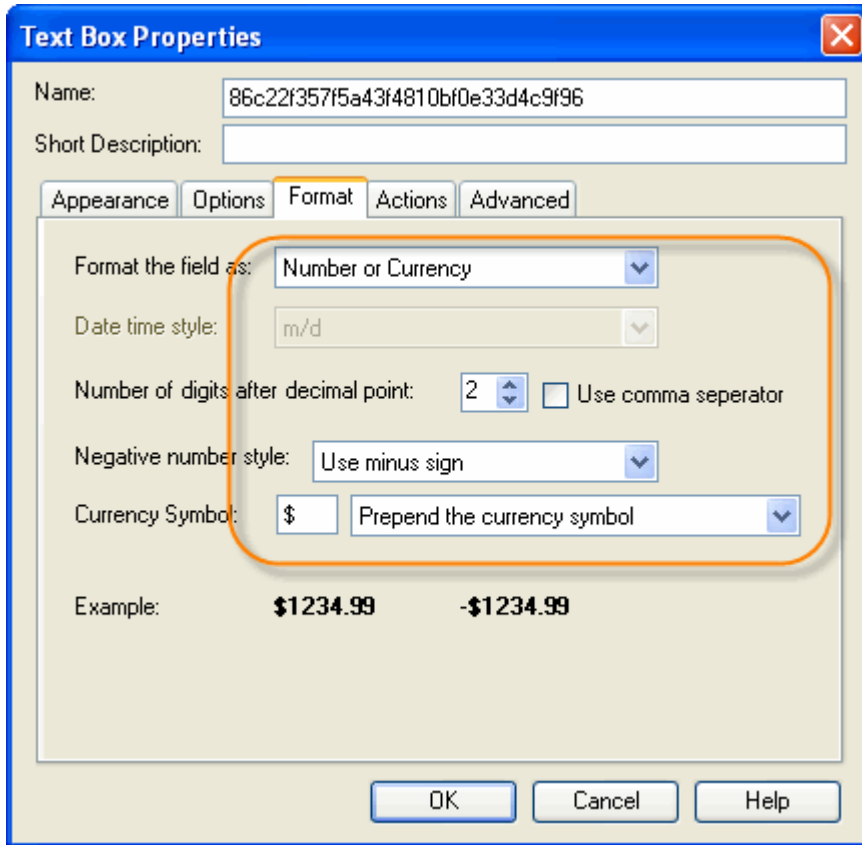 Text Box Properties
Name: 86c22f357f5a43f4810bf0e33d4c9f96
Short Description:
Appearance Options Format Actions Advanced
Format the field as: Number or Currency
Date time style: m/d
Number of digits after decimal point: 2 Use comma seperator
Negative number style: Use minus sign
Currency Symbol: $ Prepend the currency symbol
Example: $1234.99 -$1234.99
OK Cancel Help